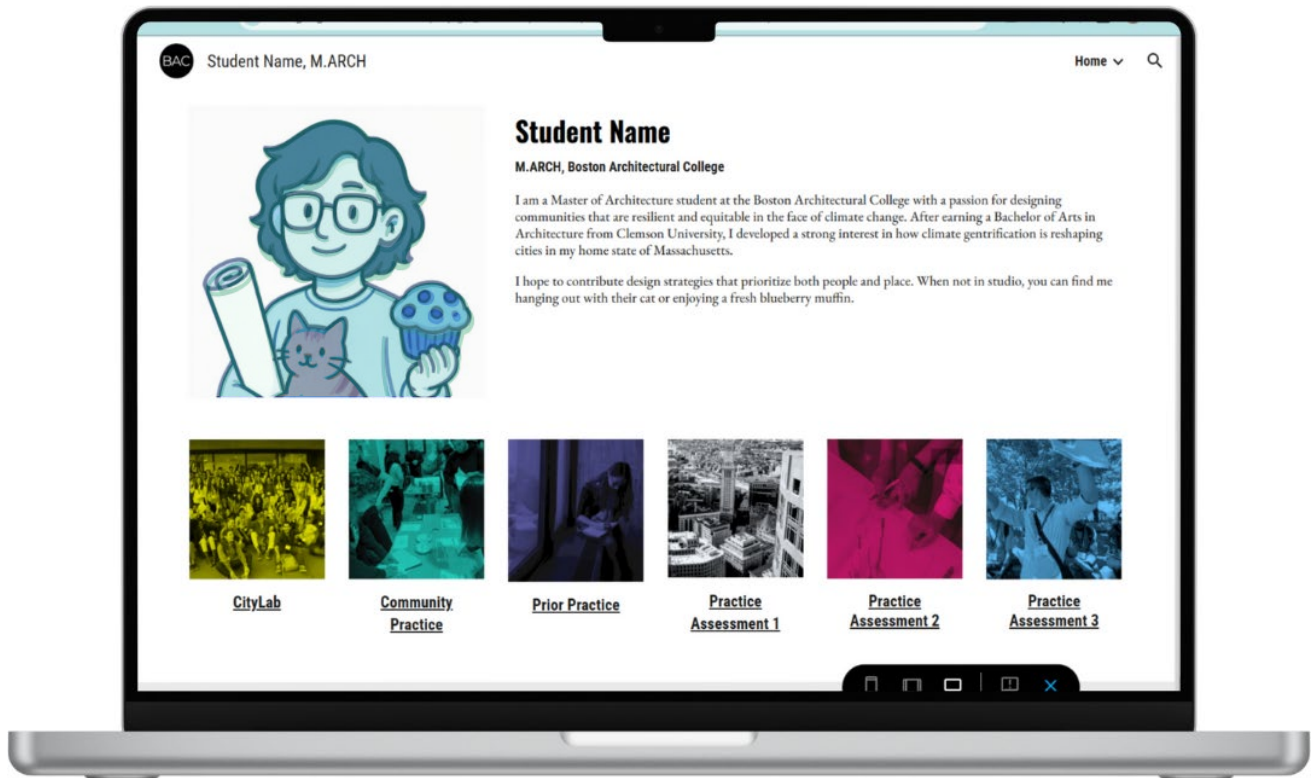 BAC
Student Name, M.ARCH
Home
Student Name
M.ARCH, Boston Architectural College
I am a Master of Architecture student at the Boston Architectural College with a passion for designing
communities that are resilient and equitable in the face of climate change. After earning a Bachelor of Arts in
Architecture from Clemson University, I developed a strong interest in how climate gentrification is reshaping
cities in my home state of Massachusetts.
I hope to contribute design strategies that prioritize both people and place. When not in studio, you can find me
hanging out with their cat or enjoying a fresh blueberry muffin.
CityLab
Community
Practice
Prior Practice
Practice
Assessment 1
Practice
Assessment 2
Practice
Assessment 3